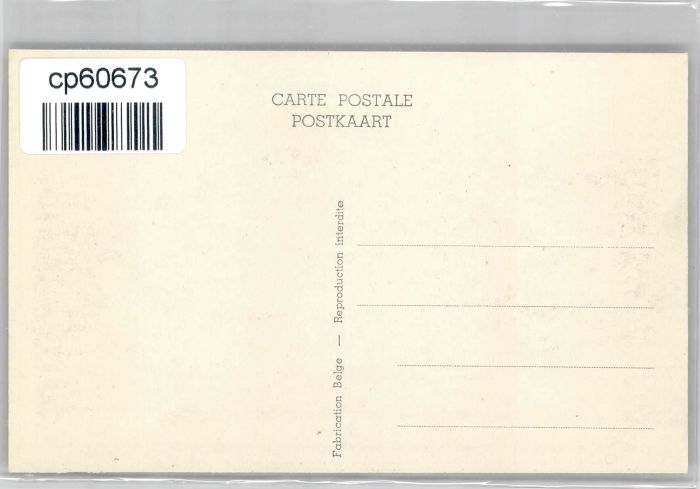 cp60673
CARTE POSTALE
POSTKAART
Fabrication Belge — Reproduction interdite